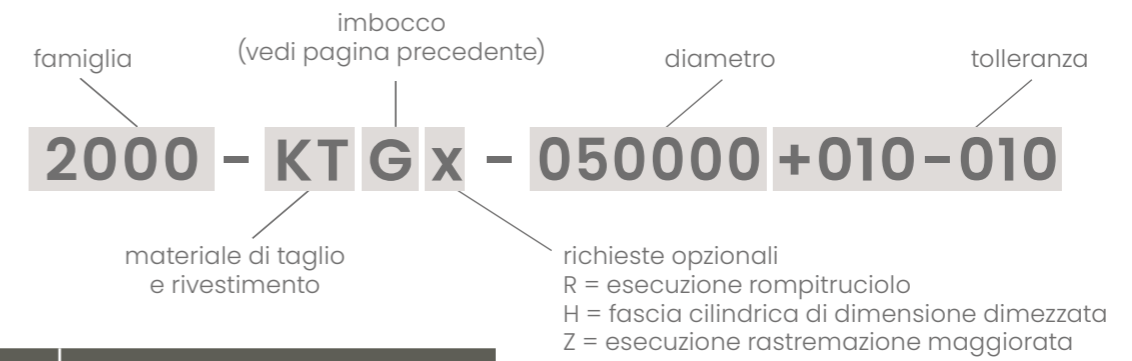 imbocco
(vedi pagina precedente)
famiglia
diametro
tolleranza
2000 - KT G x - 050000 +010-010
materiale di taglio
e rivestimento
richieste opzionali
R = esecuzione rompitruciolo
H = fascia cilindrica di dimensione dimezzata
Z = esecuzione rastremazione maggiorata